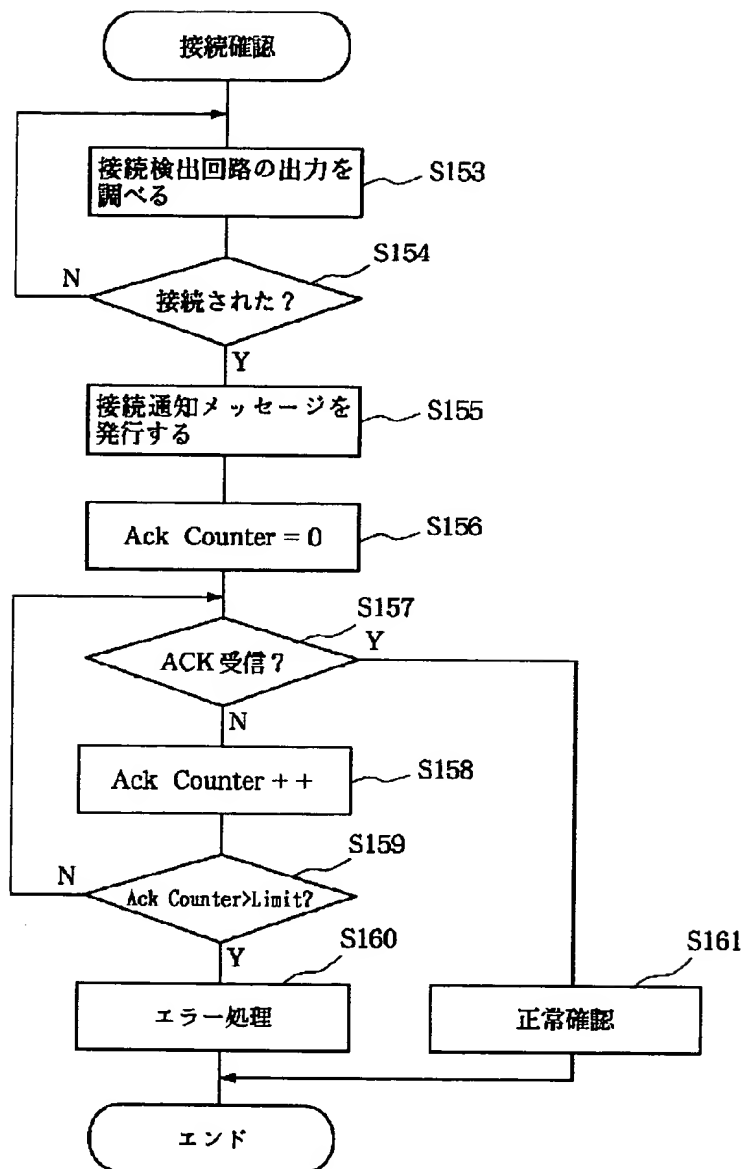 接続確認
接続検出回路の出力を
調べる
S153
S154
N
接続された？
Y
接続通知メッセージを
発行する
S155
Ack Counter = 0
S156
S157
ACK 受信？
Y
N
Ack Counter ++
S158
S159
N
Ack Counter>Limit?
Y
S160
S161
エラー処理
正常確認
エンド